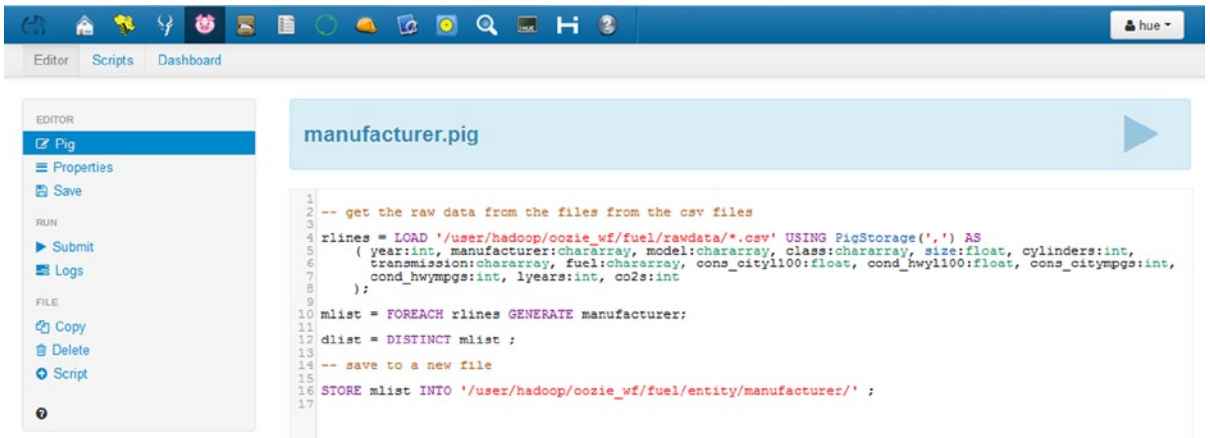 hue
Editor Scripts Dashboard
EDITOR
Pig
Properties
Save
RUN
Submit
Logs
FILE
Copy
Delete
Script
manufacturer.pig
1
2 -- get the raw data from the files from the csv files
3
4 rlines = LOAD '/user/hadoop/oozie_wf/fuel/rawdata/*.csv' USING PigStorage(',') AS
5 ( year:int, manufacturer:chararray, model:chararray, class:chararray, size:float, cylinders:int,
6 transmission:chararray, fuel:chararray, cons_cityl100:float, cond_hwyl100:float, cons_citympgs:int,
7 cond_hwympgs:int, lyears:int, co2s:int
8 );
9
10 mlist = FOREACH rlines GENERATE manufacturer;
11
12 dlist = DISTINCT mlist ;
13
14 -- save to a new file
15
16 STORE mlist INTO '/user/hadoop/oozie_wf/fuel/entity/manufacturer/' ;
17